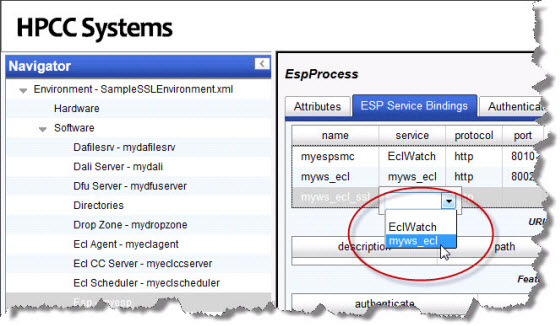 HPCC Systems
Navigator
Environment - SampleSSLEnvironment.xml
Hardware
Software
Dafilesrv - mydafilesrv
Dali Server - mydali
Dfu Server - mydfuserver
Directories
Drop Zone - mydropzone
Ecl Agent - myeclagent
Ecl CC Server - myeclccserver
Ecl Scheduler - myeclscheduler
Esp - myesp
EspProcess
Attributes ESP Service Bindings Authentica
name service protocol port
myespsmc EclWatch http 8010
myws_ecl myws_ecl http 8002
myws_ecl_ssl
EclWatch
myws_ecl
URL
description path
Feat
authenticate